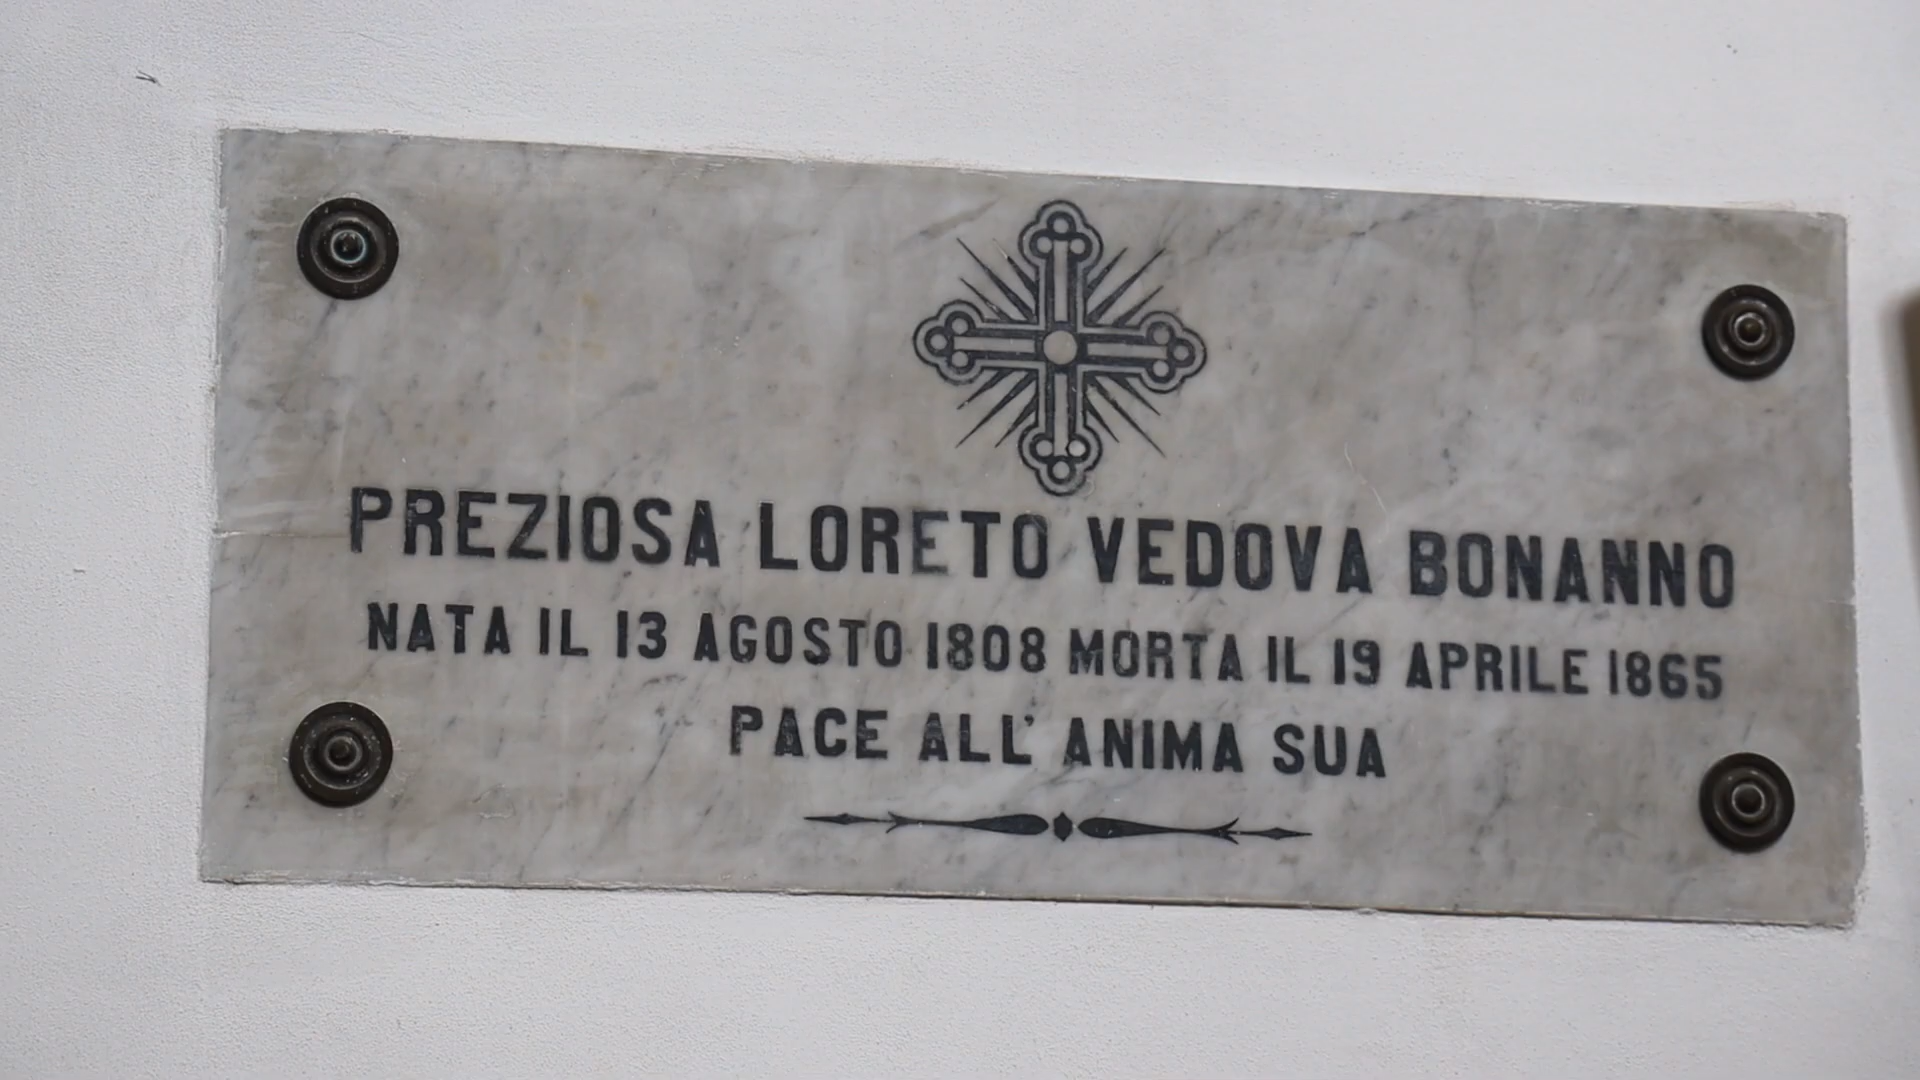 PREZIOSA LORETO VEDOVA BONANNO
NATA IL 13 AGOSTO 1808 MORTA IL 19 APRILE 1865
PACE ALL' ANIMA SUA